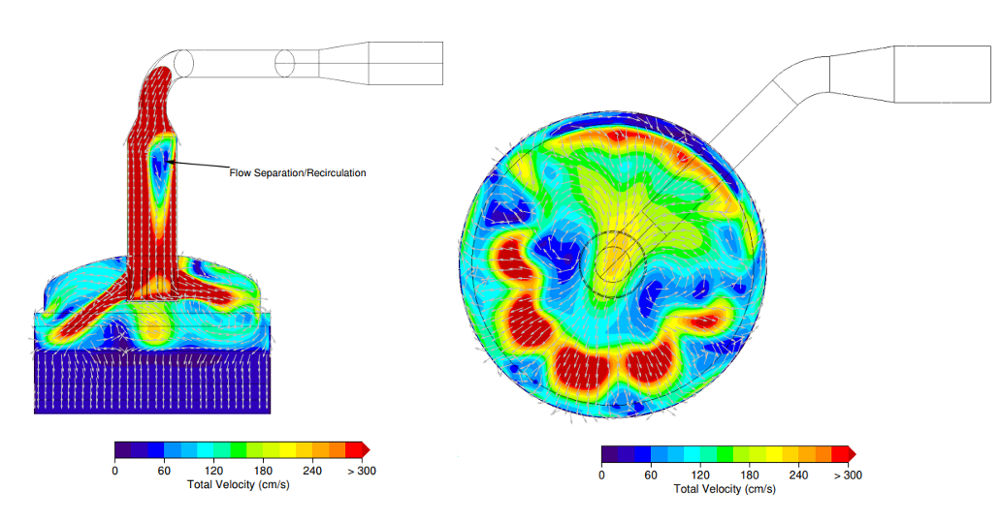 Flow Separation/Recirculation
0 60 120 180 240 > 300
Total Velocity (cm/s)
0 60 120 180 240 > 300
Total Velocity (cm/s)